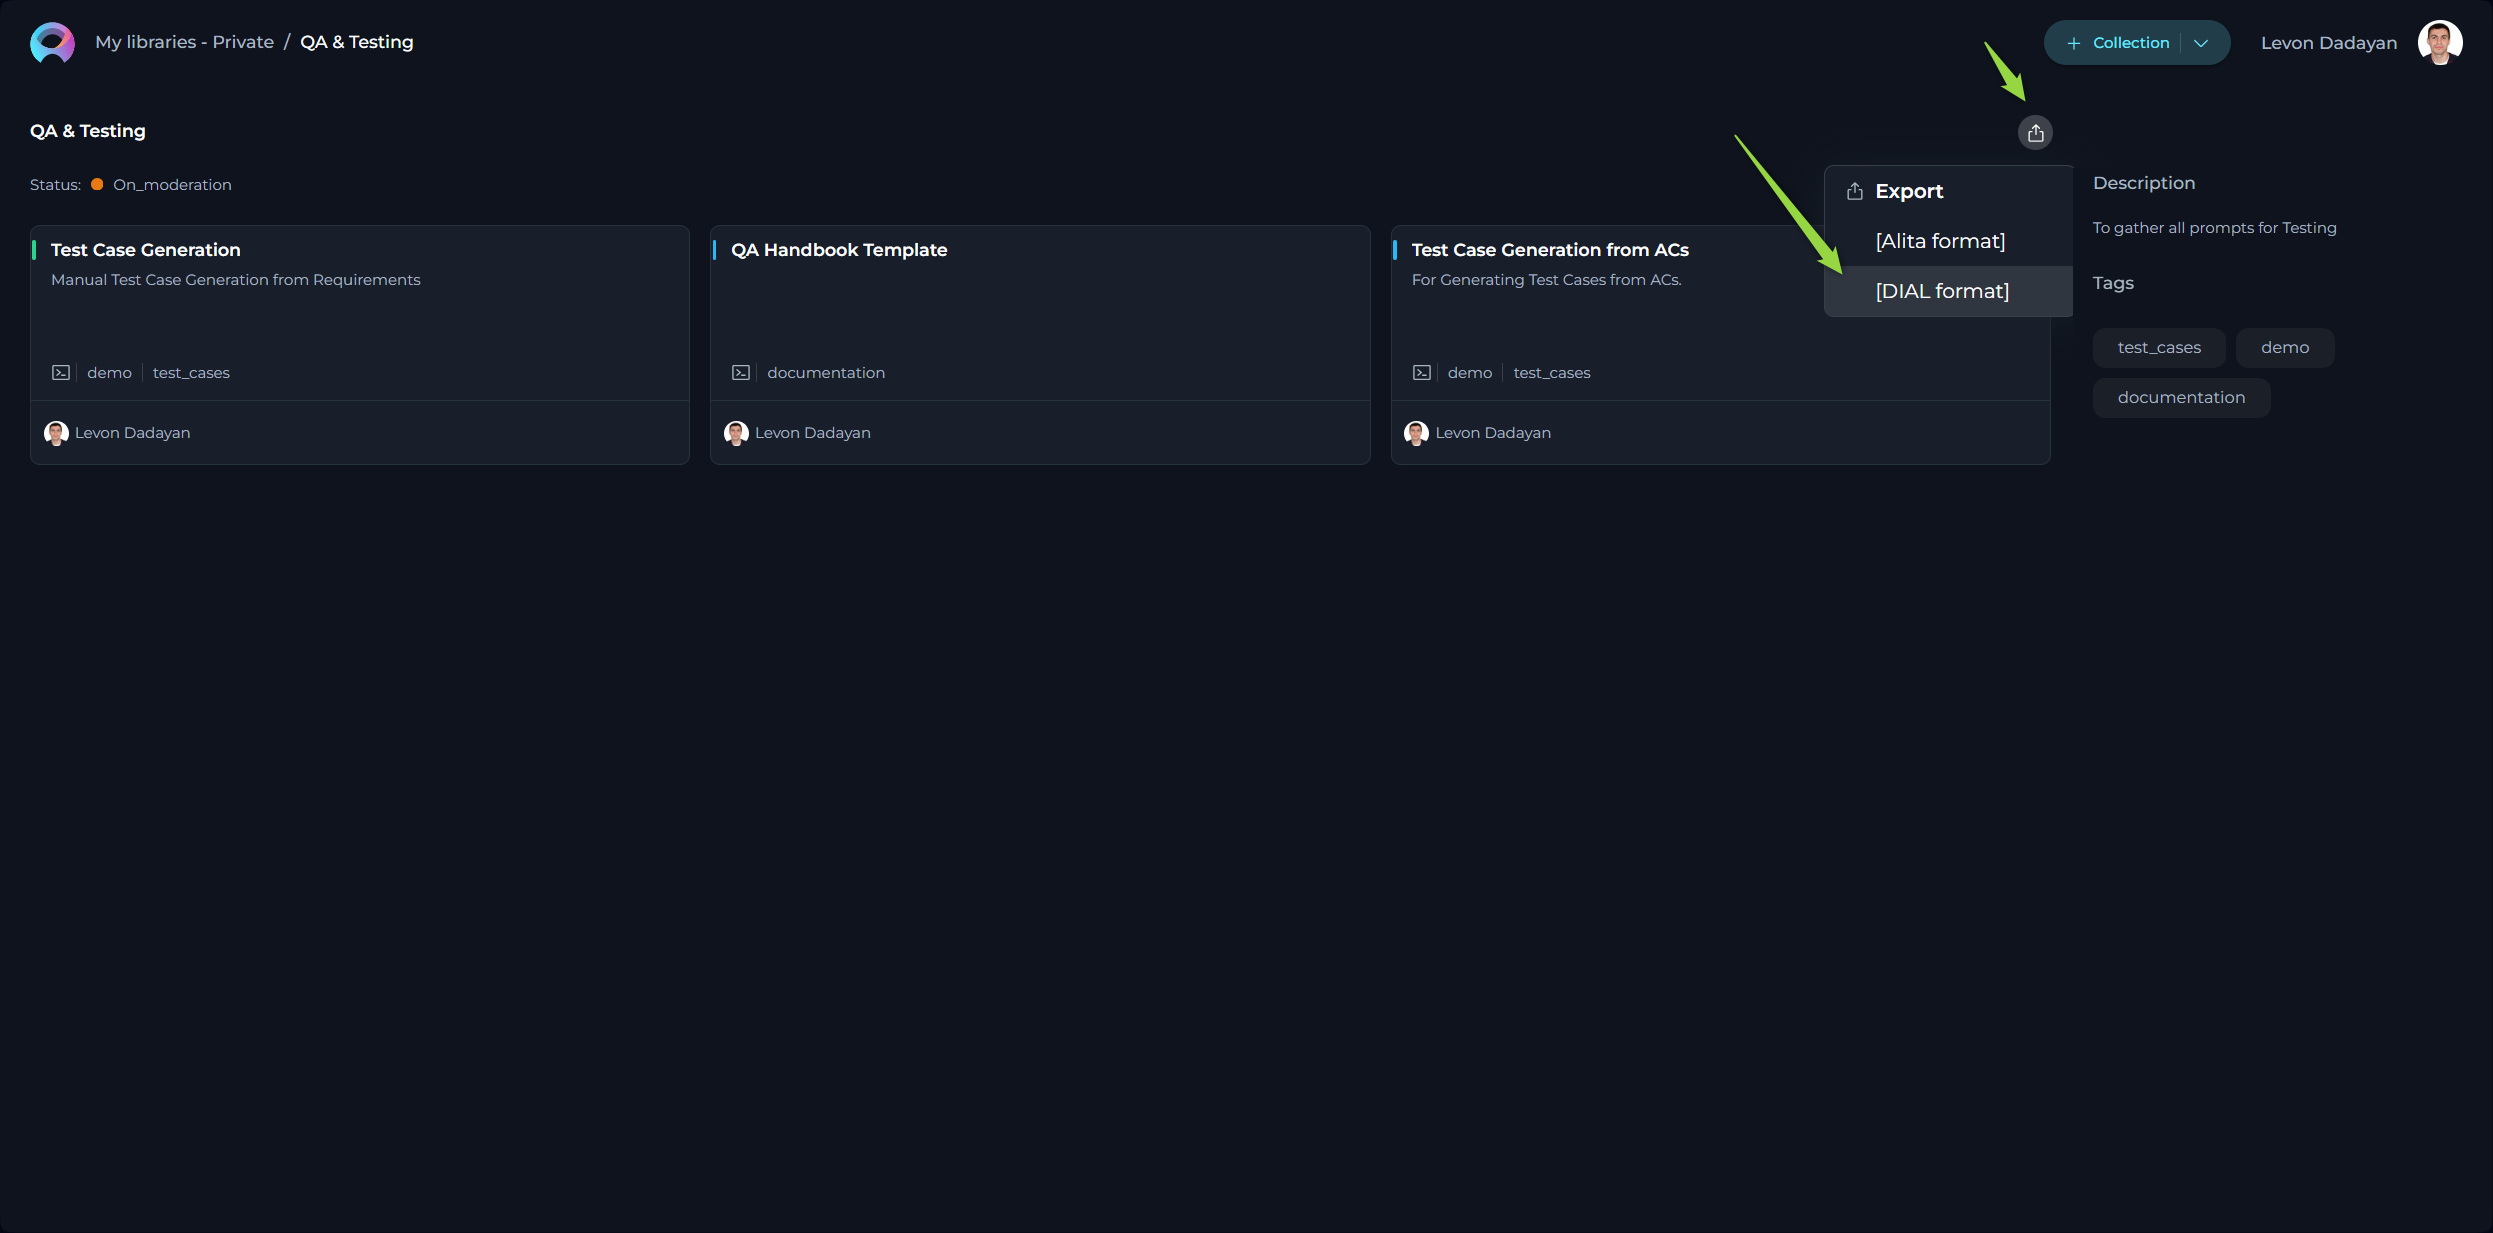 My libraries - Private / QA & Testing
+ Collection
Levon Dadayan
QA & Testing
Status: On_moderation
Export
[Alita format]
[DIAL format]
Test Case Generation
Manual Test Case Generation from Requirements
demo | test_cases
Levon Dadayan
QA Handbook Template
documentation
Levon Dadayan
Test Case Generation from ACs
For Generating Test Cases from ACs.
demo | test_cases
Levon Dadayan
Description
To gather all prompts for Testing
Tags
test_cases demo
documentation